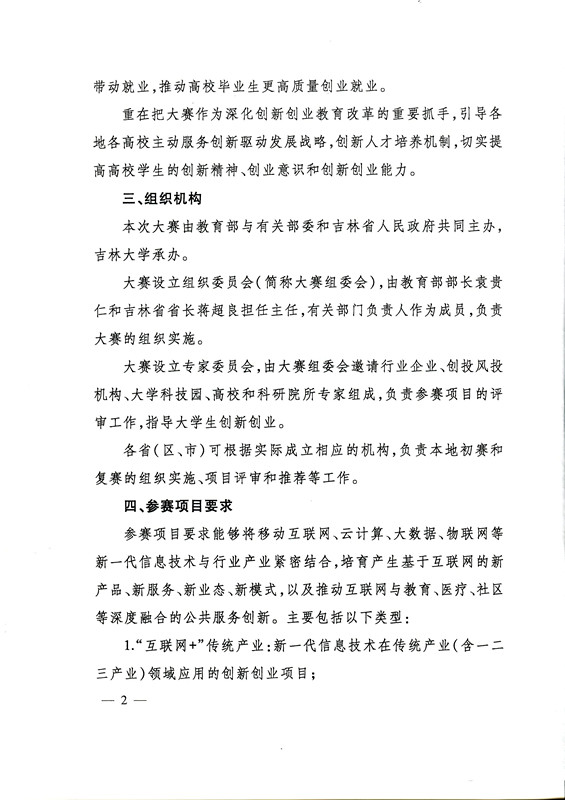 带动就业,推动高校毕业生更高质量创业就业。
重在把大赛作为深化创新创业教育改革的重要抓手,引导各
地各高校主动服务创新驱动发展战略,创新人才培养机制,切实提
高高校学生的创新精神、创业意识和创新创业能力。
三、组织机构
本次大赛由教育部与有关部委和吉林省人民政府共同主办,
吉林大学承办。
大赛设立组织委员会(简称大赛组委会),由教育部部长袁贵
仁和吉林省省长蒋超良担任主任,有关部门负责人作为成员,负责
大赛的组织实施。
大赛设立专家委员会,由大赛组委会邀请行业企业、创投风投
机构、大学科技园、高校和科研院所专家组成,负责参赛项目的评
审工作,指导大学生创新创业。
各省(区、市)可根据实际成立相应的机构,负责本地初赛和
复赛的组织实施、项目评审和推荐等工作。
四、参赛项目要求
参赛项目要求能够将移动互联网、云计算、大数据、物联网等
新一代信息技术与行业产业紧密结合,培育产生基于互联网的新
产品、新服务、新业态、新模式,以及推动互联网与教育、医疗、社区
等深度融合的公共服务创新。主要包括以下类型:
1.“互联网+”传统产业:新一代信息技术在传统产业(含一二
三产业)领域应用的创新创业项目;
— 2 —